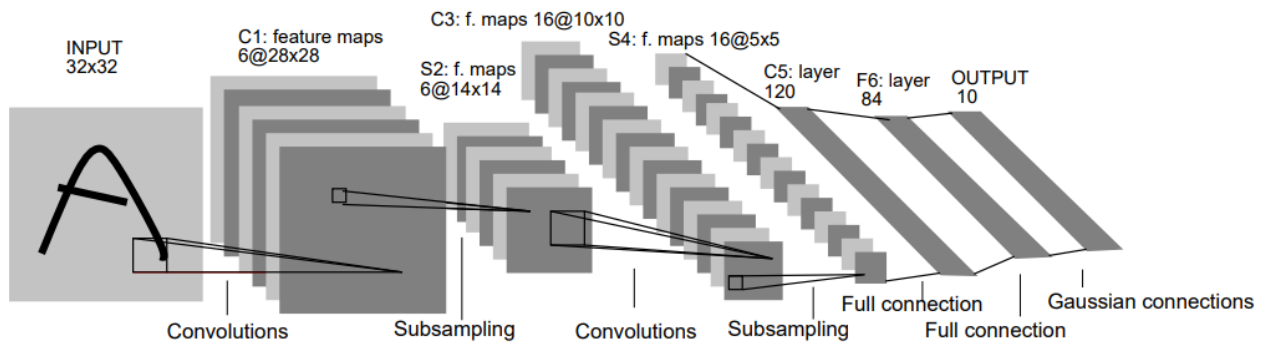 INPUT
32x32
C1: feature maps
6@28x28
S2: f. maps
6@14x14
C3: f. maps 16@10x10
S4: f. maps 16@5x5
C5: layer
120
F6: layer
84
OUTPUT
10
Convolutions
Subsampling
Convolutions
Subsampling
Full connection
Full connection
Gaussian connections
A